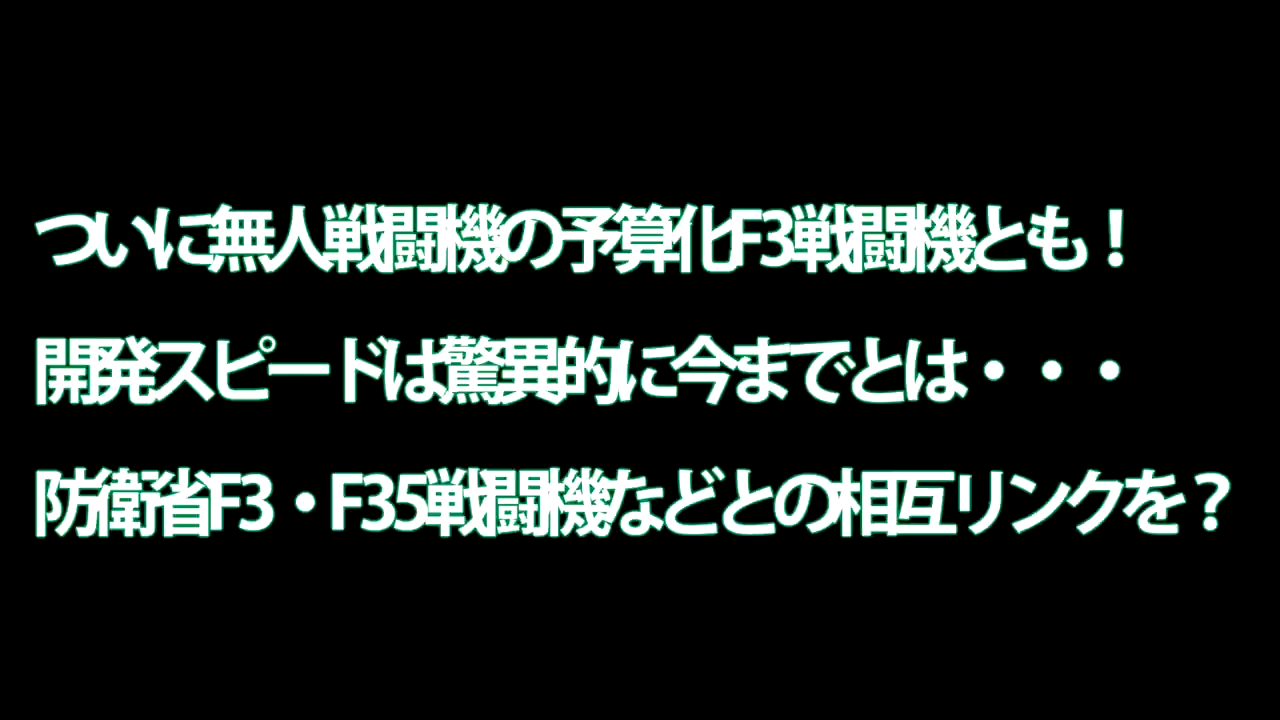 ついに無人戦闘機の予算化F3戦闘機とも！
開発スピードは驚異的に今までとは・・・
防衛省F3・F35戦闘機などとの相互リンクを？